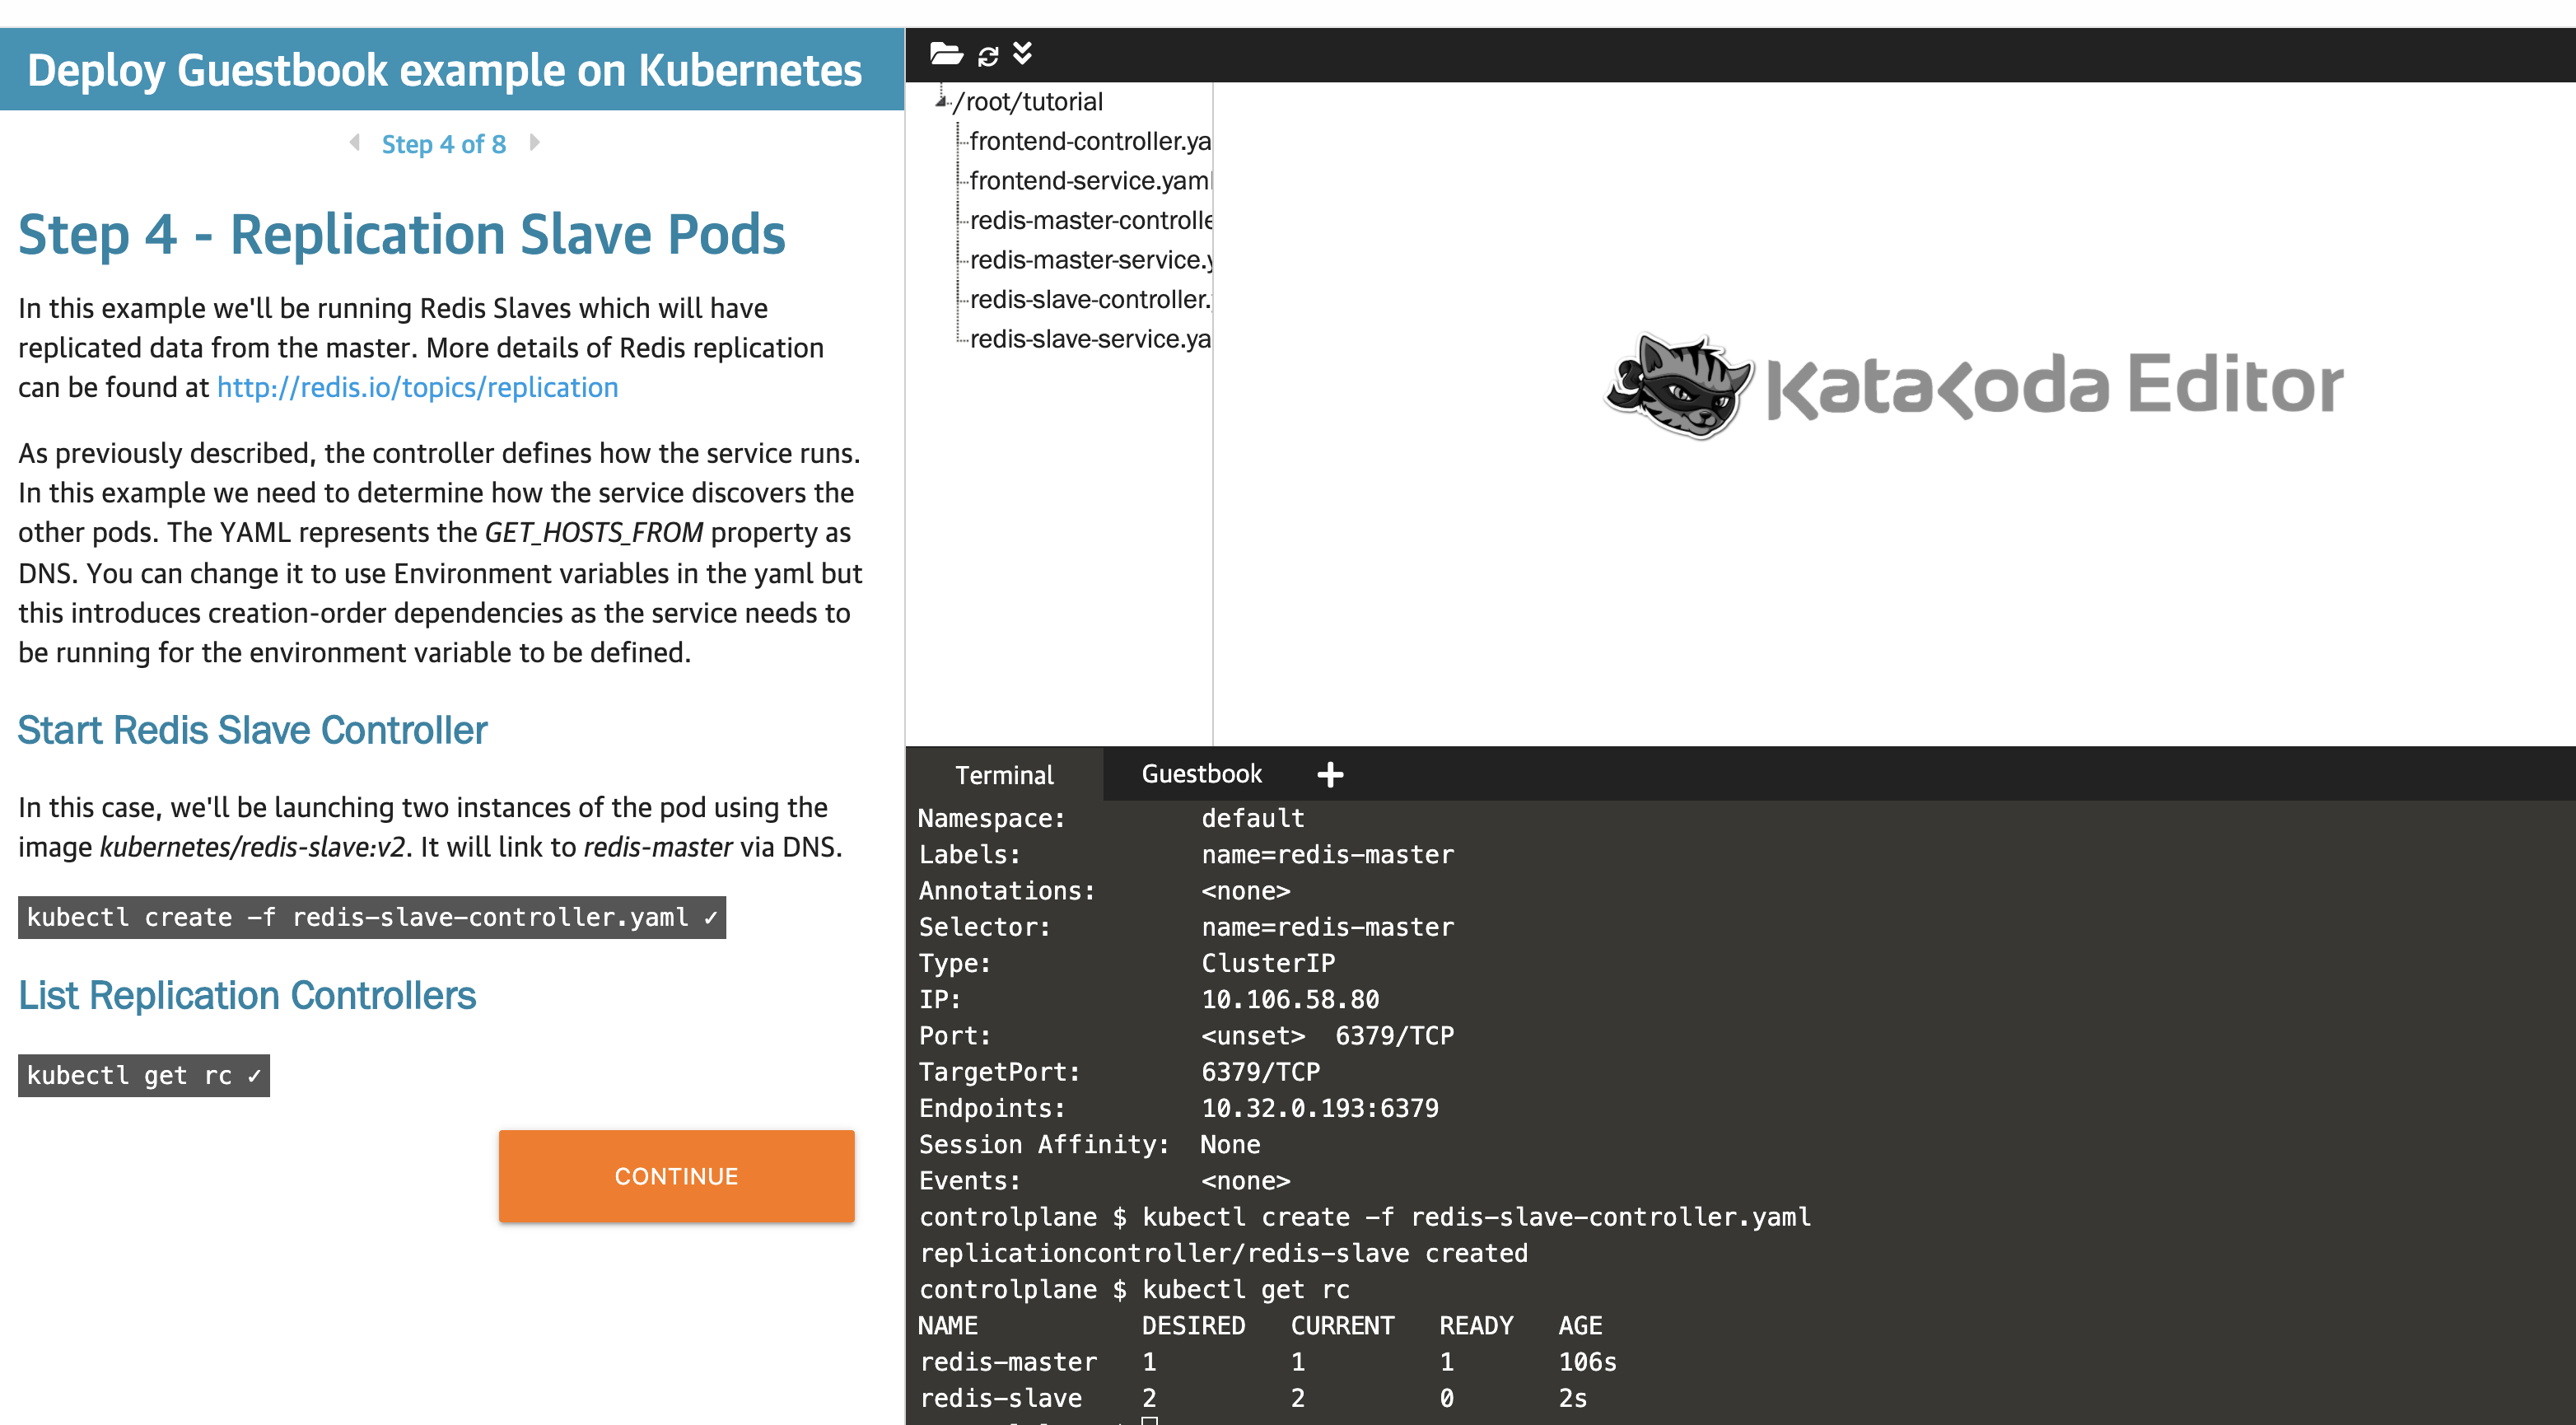 Deploy Guestbook example on Kubernetes
Step 4 of 8
Step 4 - Replication Slave Pods
In this example we'll be running Redis Slaves which will have
replicated data from the master. More details of Redis replication
can be found at http://redis.io/topics/replication
As previously described, the controller defines how the service runs.
In this example we need to determine how the service discovers the
other pods. The YAML represents the GET_HOSTS_FROM property as
DNS. You can change it to use Environment variables in the yaml but
this introduces creation-order dependencies as the service needs to
be running for the environment variable to be defined.
Start Redis Slave Controller
In this case, we'll be launching two instances of the pod using the
image kubernetes/redis-slave:v2. It will link to redis-master via DNS.
kubectl create -f redis-slave-controller.yaml ✓
List Replication Controllers
kubectl get rc ✓
CONTINUE
/root/tutorial
frontend-controller.ya
frontend-service.yaml
redis-master-controlle
redis-master-service.y
redis-slave-controller.
redis-slave-service.ya
Katakoda Editor
Terminal Guestbook +
Namespace: default
Labels: name=redis-master
Annotations: <none>
Selector: name=redis-master
Type: ClusterIP
IP: 10.106.58.80
Port: <unset> 6379/TCP
TargetPort: 6379/TCP
Endpoints: 10.32.0.193:6379
Session Affinity: None
Events: <none>
controlplane $ kubectl create -f redis-slave-controller.yaml
replicationcontroller/redis-slave created
controlplane $ kubectl get rc
NAME DESIRED CURRENT READY AGE
redis-master 1 1 1 106s
redis-slave 2 2 0 2s